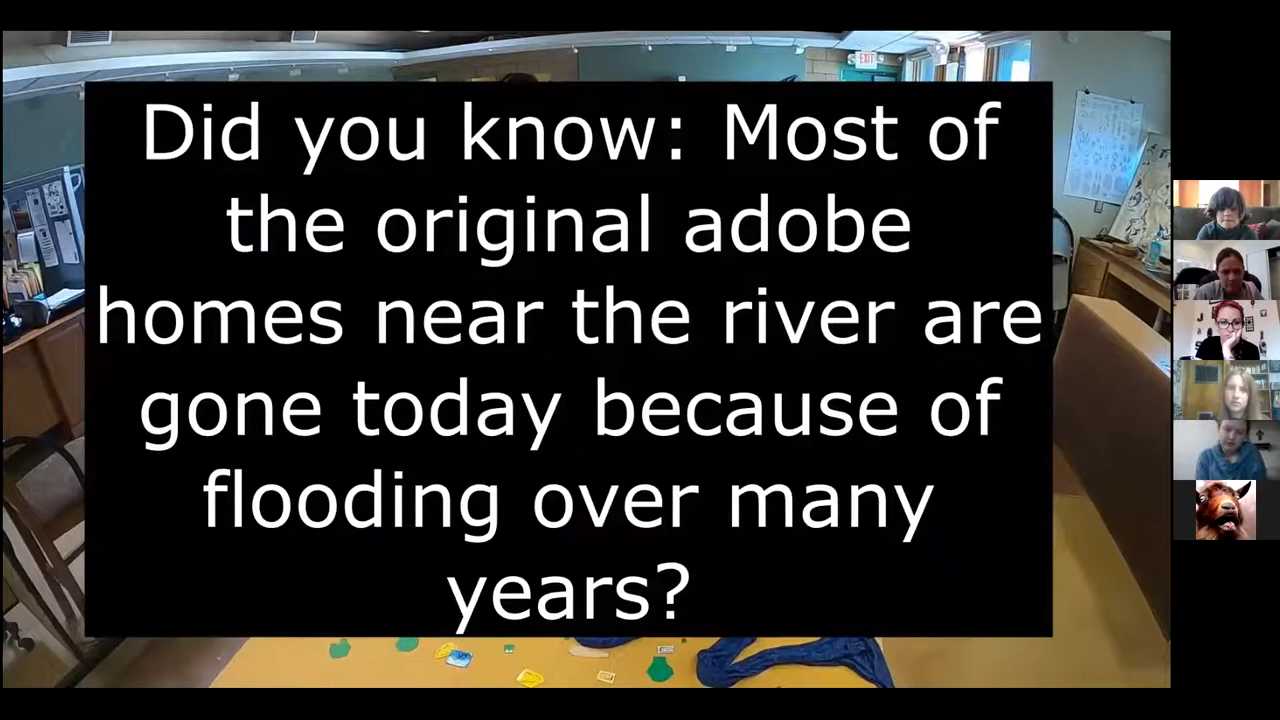 EXIT
Did you know: Most of
the original adobe
homes near the river are
gone today because of
flooding over many
years?